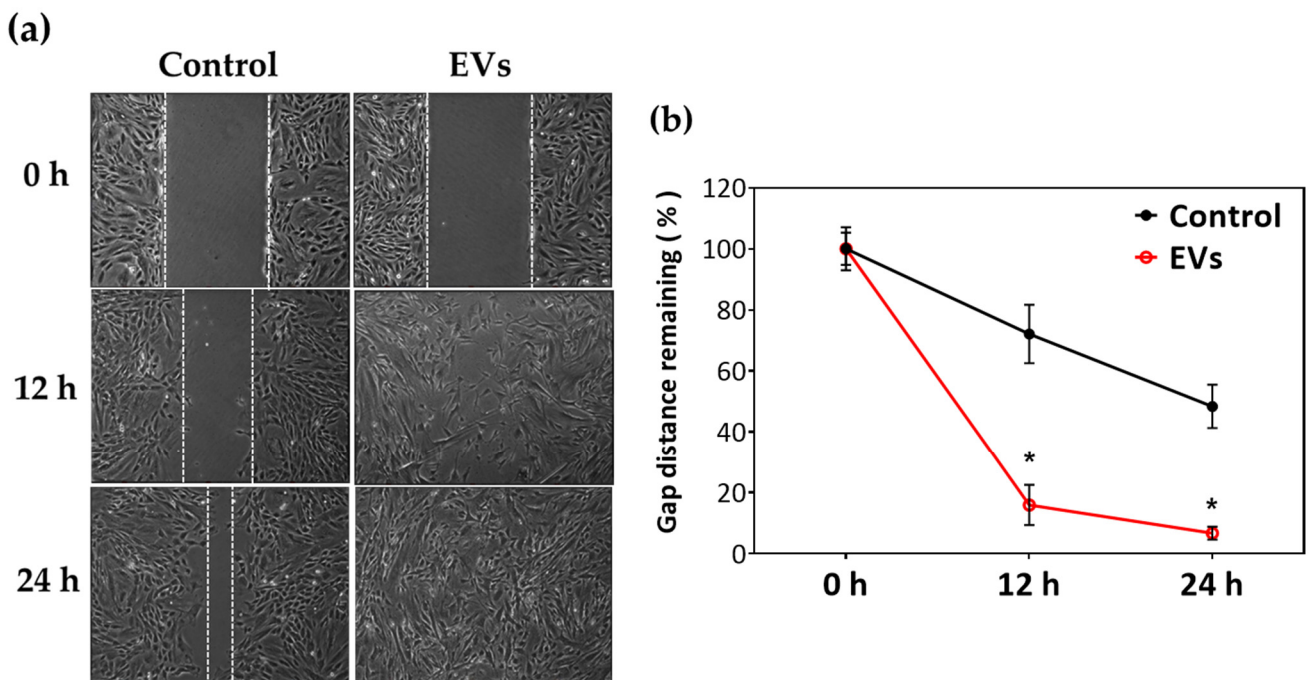 (a)
Control EVs
0 h
12 h
24 h
(b)
Gap distance remaining ( % )
120
100
80
60
40
20
0
Control
EVs
*
*
0 h 12 h 24 h